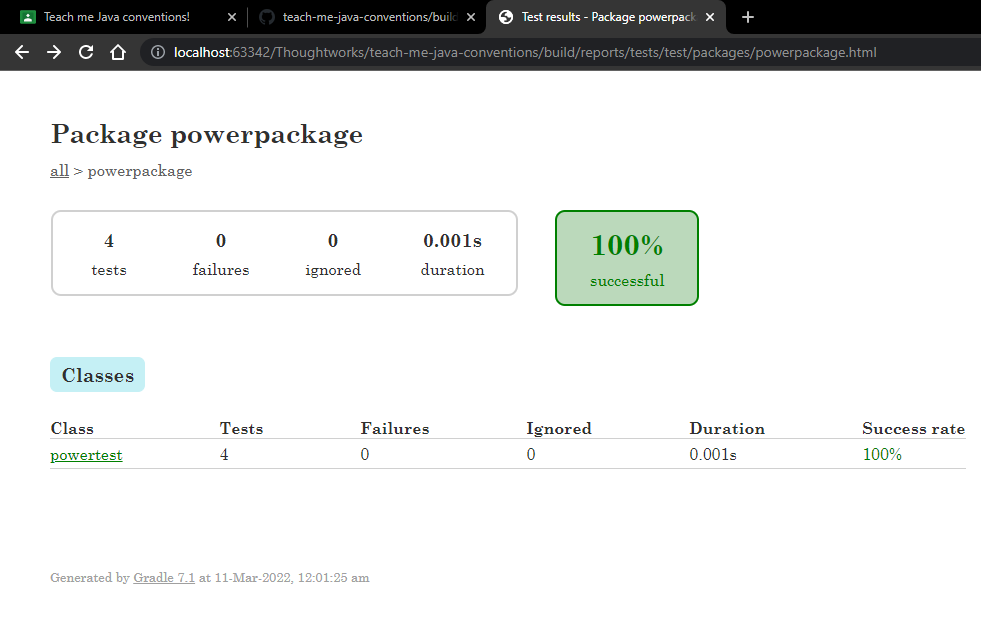 Teach me Java conventions!
teach-me-java-conventions/build
Test results - Package powerpack
localhost:63342/Thoughtworks/teach-me-java-conventions/build/reports/tests/test/packages/powerpackage.html
Package powerpackage
all > powerpackage
4 0 0 0.001s
tests failures ignored duration
100%
successful
Classes
Class Tests Failures Ignored Duration Success rate
powertest 4 0 0 0.001s 100%
Generated by Gradle 7.1 at 11-Mar-2022, 12:01:25 am